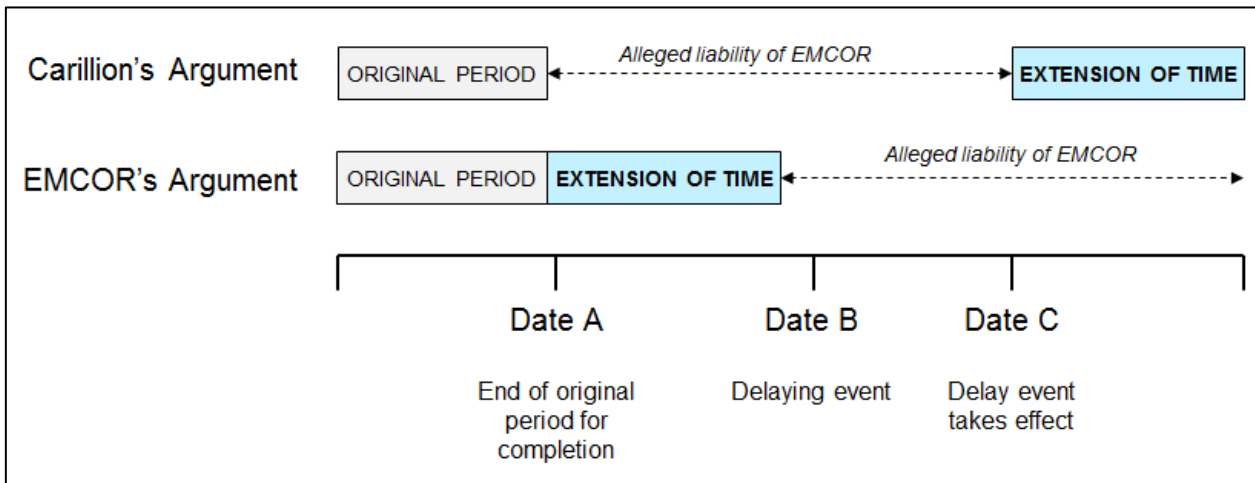 Carillion's Argument
ORIGINAL PERIOD
Alleged liability of EMCOR
EXTENSION OF TIME
EMCOR's Argument
ORIGINAL PERIOD
EXTENSION OF TIME
Alleged liability of EMCOR
Date A
Date B
Date C
End of original
period for
completion
Delaying event
Delay event
takes effect